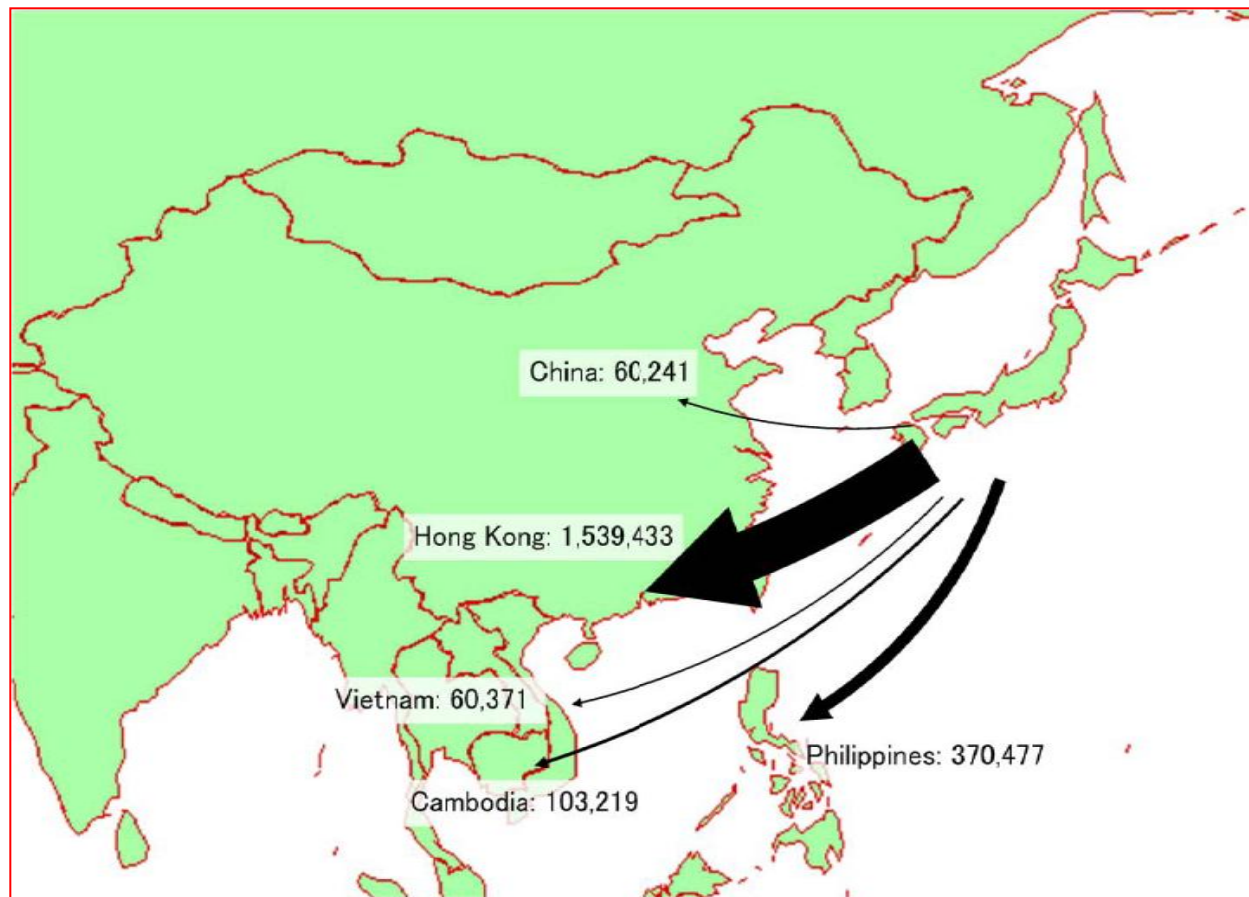 China: 60,241
Hong Kong: 1,539,433
Vietnam: 60,371
Philippines: 370,477
Cambodia: 103,219